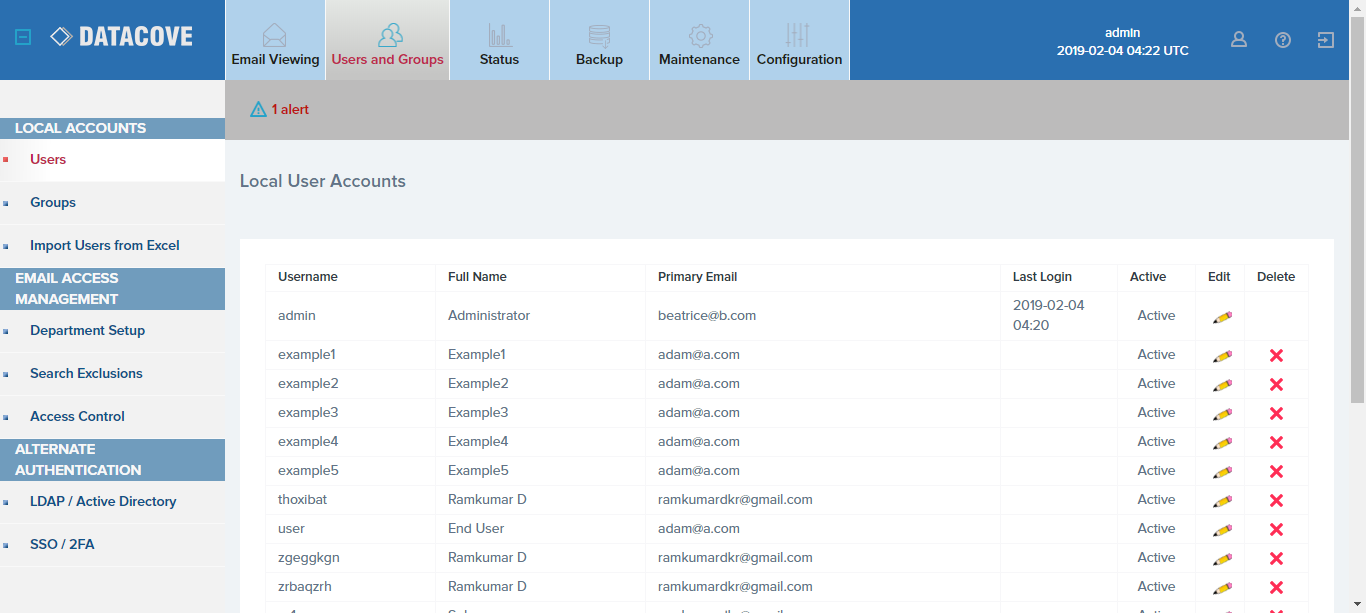 DATACOVE
Email Viewing
Users and Groups
Status
Backup
Maintenance
Configuration
admin
2019-02-04 04:22 UTC
1 alert
LOCAL ACCOUNTS
Users
Groups
Import Users from Excel
EMAIL ACCESS
MANAGEMENT
Department Setup
Search Exclusions
Access Control
ALTERNATE
AUTHENTICATION
LDAP / Active Directory
SSO / 2FA
Local User Accounts
Username Full Name Primary Email Last Login Active Edit Delete
admin Administrator beatrice@b.com 2019-02-04 04:20 Active
example1 Example1 adam@a.com Active
example2 Example2 adam@a.com Active
example3 Example3 adam@a.com Active
example4 Example4 adam@a.com Active
example5 Example5 adam@a.com Active
thoxibat Ramkumar D ramkumardkr@gmail.com Active
user End User adam@a.com Active
zgeggkgn Ramkumar D ramkumardkr@gmail.com Active
zrbaqzrh Ramkumar D ramkumardkr@gmail.com Active